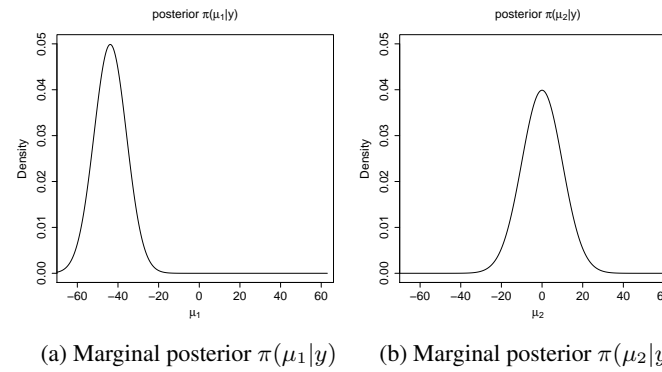 posterior π(μ₁|y)
0.00 0.01 0.02 0.03 0.04 0.05
Density
−60 −40 −20 0 20 40 60
μ₁
(a) Marginal posterior π(μ₁|y)
posterior π(μ₂|y)
0.00 0.01 0.02 0.03 0.04 0.05
Density
−60 −40 −20 0 20 40 60
μ₂
(b) Marginal posterior π(μ₂|y